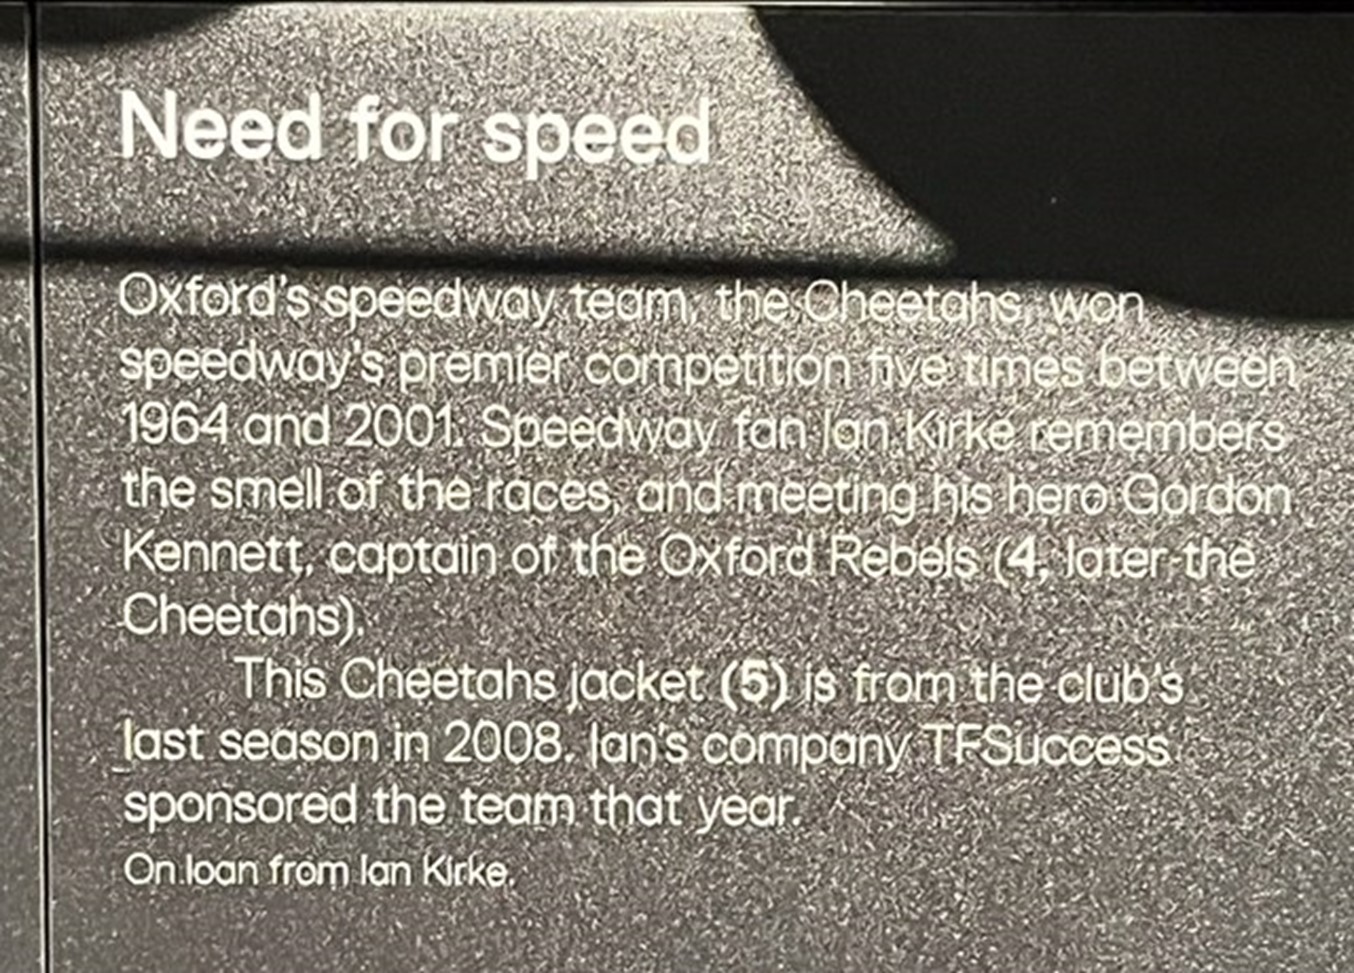 Need for speed
Oxford's speedway team, the Cheetahs, won
speedway's premier competition five times between
1964 and 2001. Speedway fan Ian Kirke remembers
the smell of the races, and meeting his hero Gordon
Kennett, captain of the Oxford Rebels (4, later the
Cheetahs).
This Cheetahs jacket (5) is from the club's
last season in 2008. Ian's company TFSuccess
sponsored the team that year.
On loan from Ian Kirke.